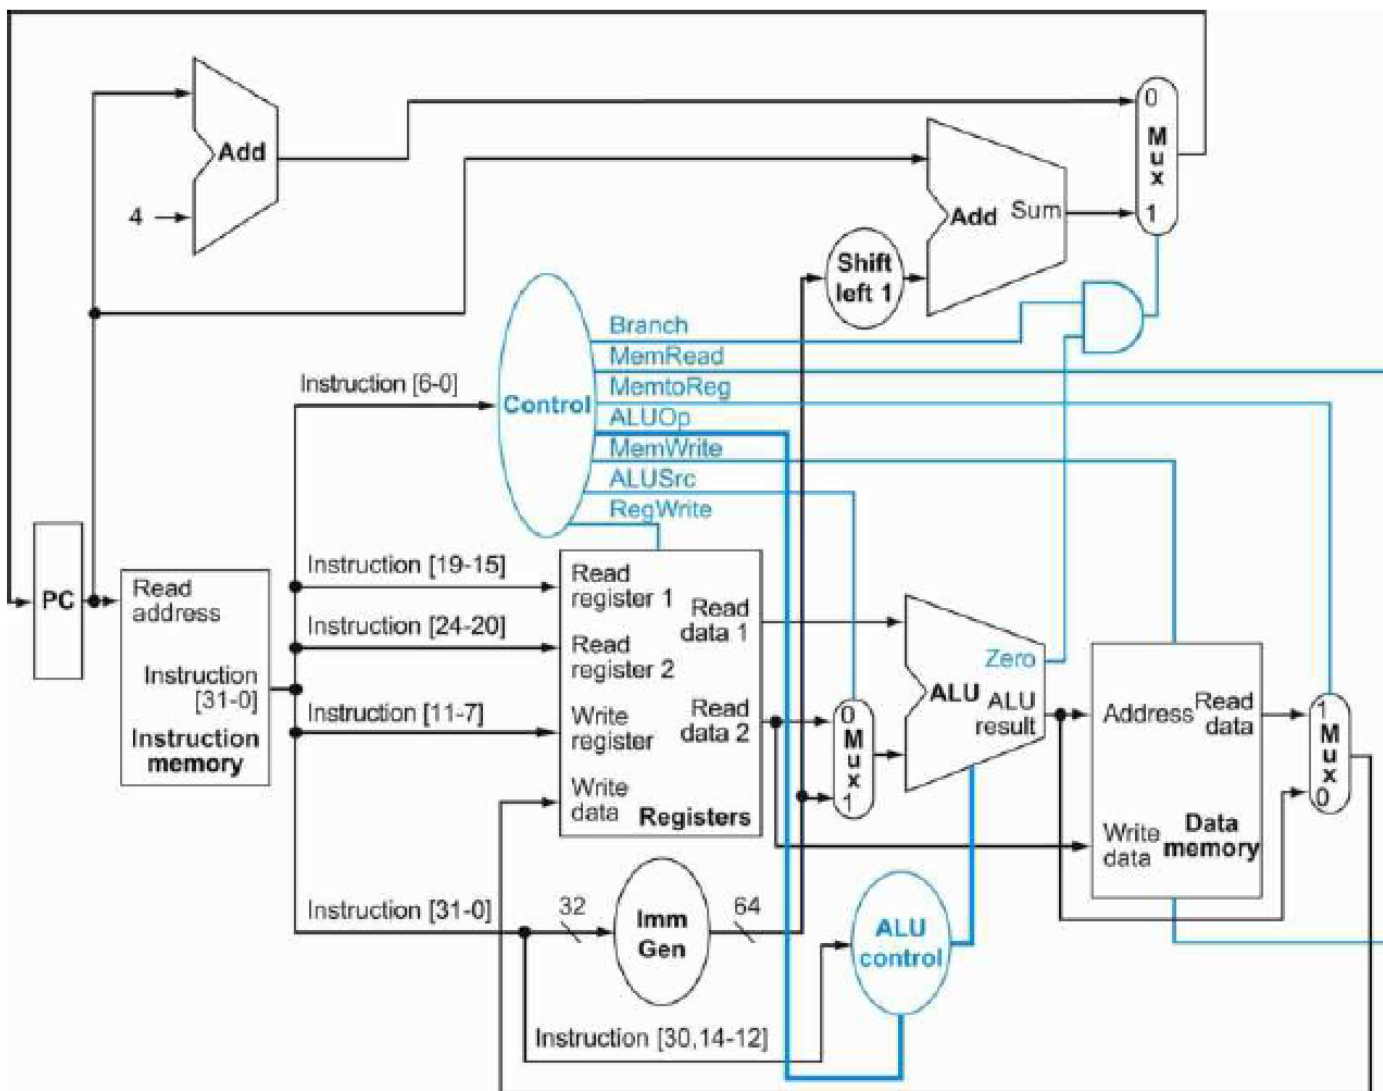 0
Mux
1
Add
4
Add
Sum
Shift
left 1
Branch
MemRead
MemtoReg
ALUOp
MemWrite
ALUSrc
RegWrite
Control
Instruction [6-0]
Instruction [19-15]
Instruction [24-20]
Instruction [11-7]
PC
Read
address
Instruction
[31-0]
Instruction
memory
Read
register 1
Read
register 2
Write
register
Write
data
Read
data 1
Read
data 2
Registers
0
Mux
1
Zero
ALU
ALU
result
Address
Read
data
Write
data
Data
memory
1
Mux
0
Instruction [31-0]
32
Imm
Gen
64
ALU
control
Instruction [30,14-12]